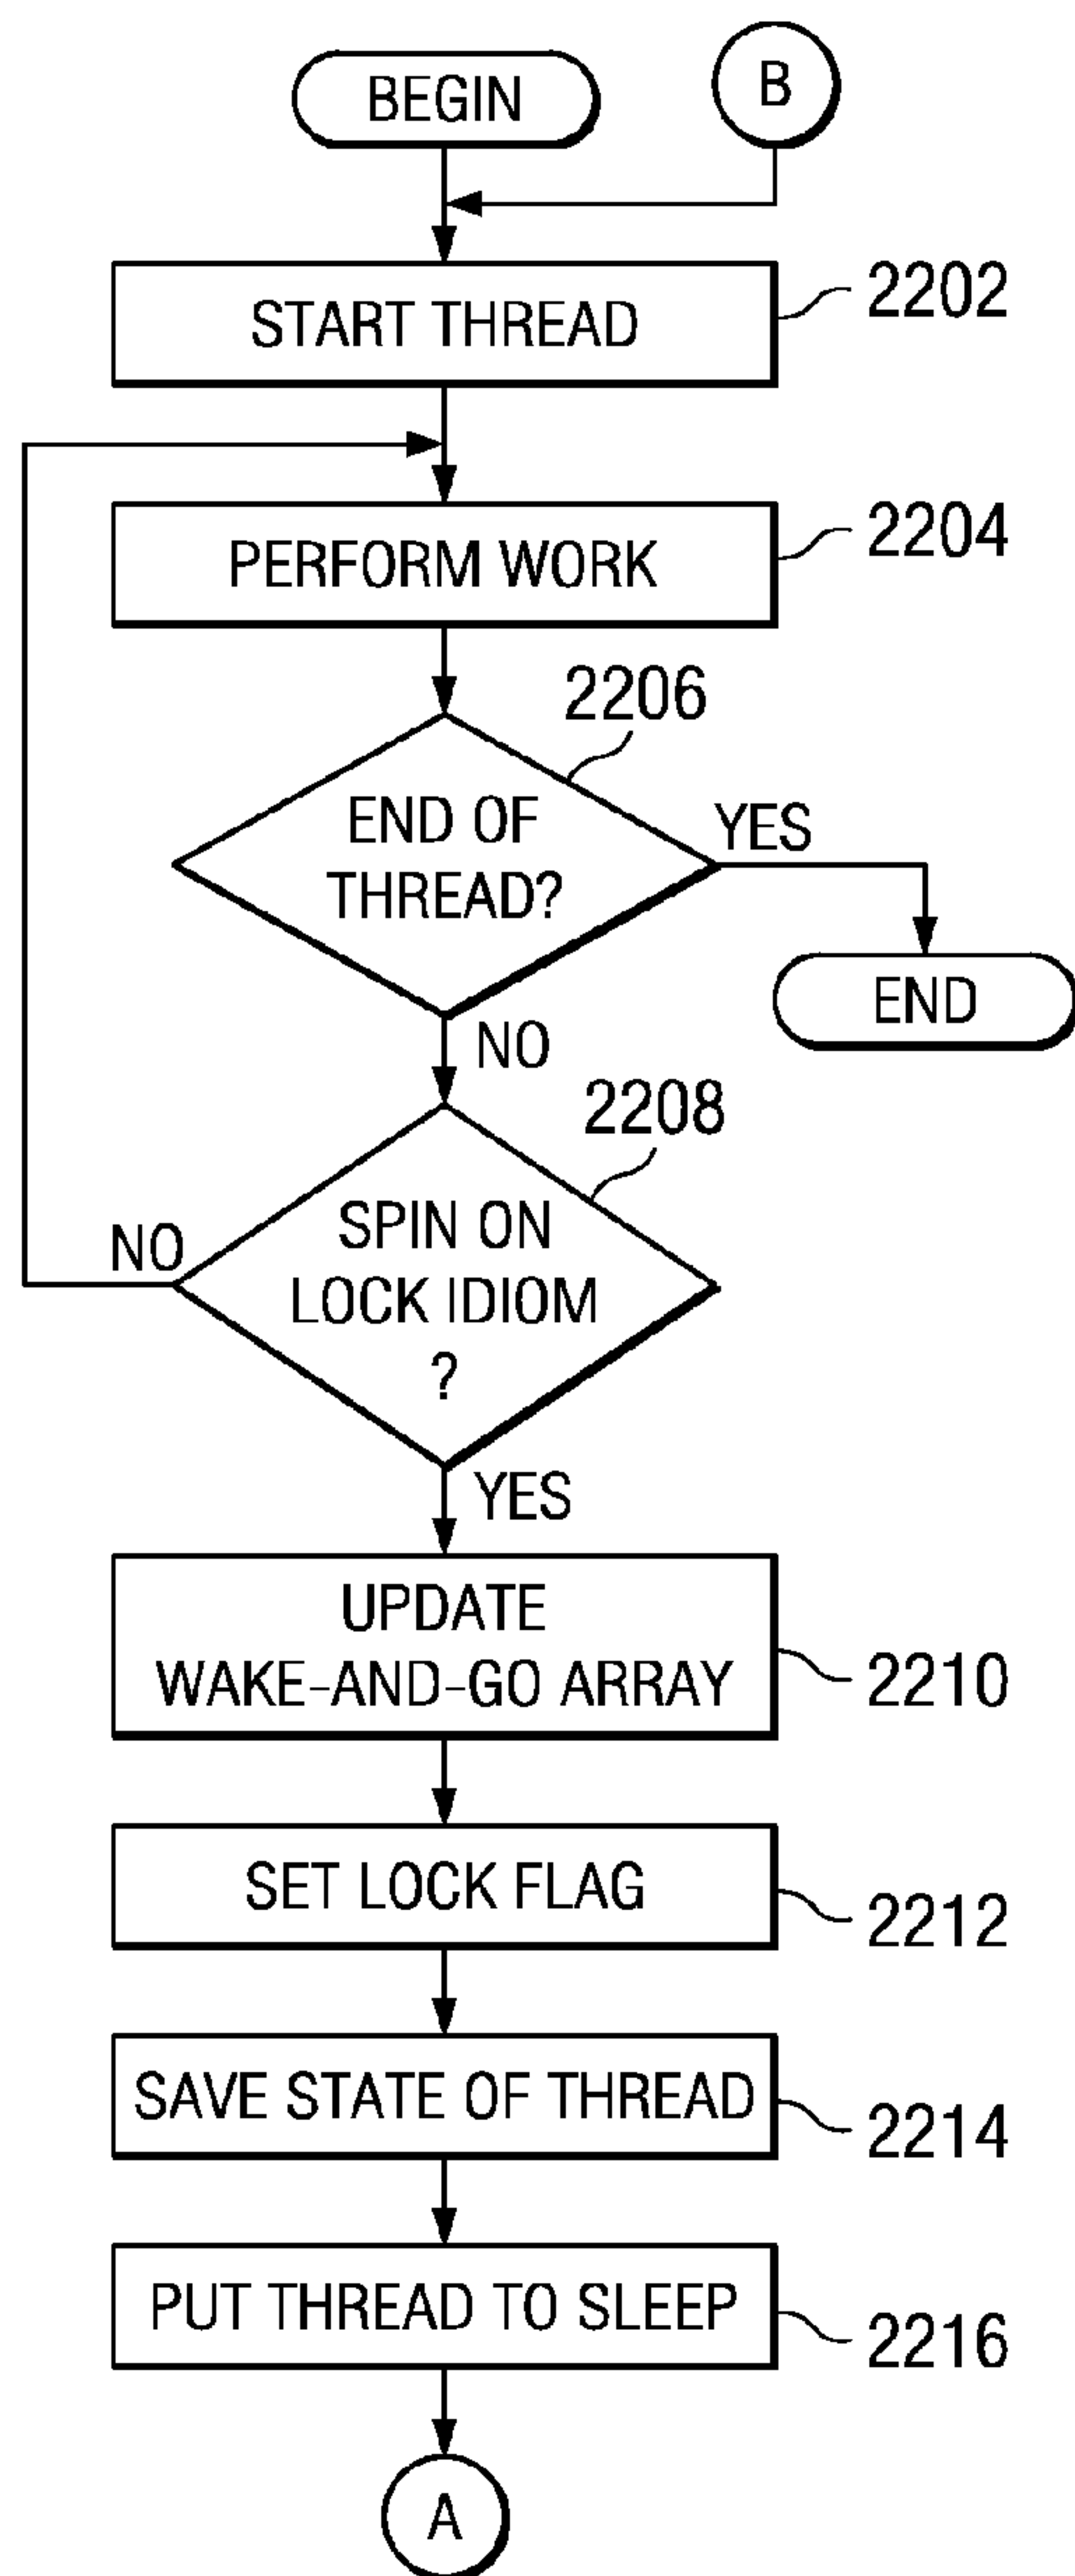 BEGIN
B
START THREAD
2202
PERFORM WORK
2204
2206
END OF
THREAD?
YES
END
NO
2208
SPIN ON
LOCK IDIOM
?
NO
YES
UPDATE
WAKE-AND-GO ARRAY
2210
SET LOCK FLAG
2212
SAVE STATE OF THREAD
2214
PUT THREAD TO SLEEP
2216
A